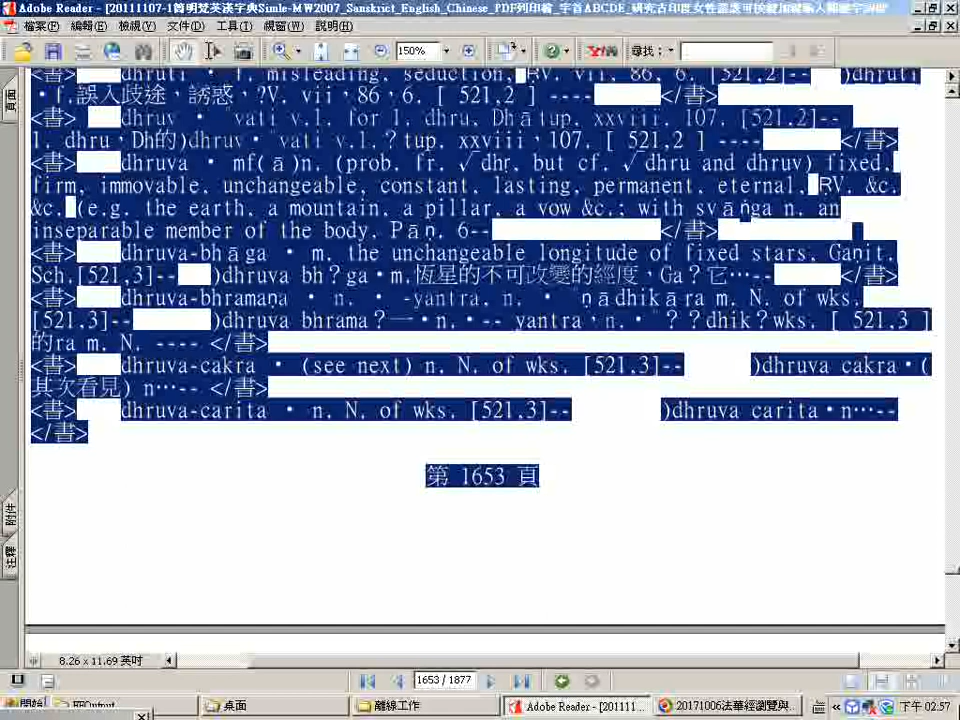 Adobe Reader - [20111107-1簡明梵英漢字典Simle-MW2007_Sanskrict_English_Chinese_PDF列印檔_字首ABCDE_研究古印度女性
檔案(F) 編輯(E) 檢視(V) 文件(D) 工具(T) 視窗(W) 說明(H)
150% 尋找：
頁面
<書> dhruti · f. misleading, seduction, RV. vii, 86, 6. [521,2]-- )dhruti
·f.誤入歧途，誘惑，?V. vii，86，6. [ 521,2 ] ---- </書>
<書> dhruv · ˚vati v.l. for 1. dhru, Dhātup. xxviii, 107. [521,2]--
1. dhru，Dh的)dhruv·˚vati v.l.？tup. xxviii，107. [ 521,2 ] ---- </書>
<書> dhruva · mf(ā)n. (prob. fr. √dhṛ, but cf. √dhru and dhruv) fixed,
firm, immovable, unchangeable, constant, lasting, permanent, eternal, RV. &c.
&c. (e.g. the earth, a mountain, a pillar, a vow &c.; with svāṅga n. an
inseparable member of the body, Pāṇ. 6-- </書>
<書> dhruva-bhāga · m. the unchangeable longitude of fixed stars, Gaṇit.
Sch.[521,3]-- )dhruva bh？ga·m.恆星的不可改變的經度，Ga？它…-- </書>
<書> dhruva-bhramaṇa · n. · -yantra, n. · ˚ṇādhikāra m. N. of wks.
[521,3]-- )dhruva bhrama？一·n.·-- yantra，n.·˚？？dhik？wks. [ 521,3 ]
的ra m. N. ---- </書>
<書> dhruva-cakra · (see next) n. N. of wks. [521,3]-- )dhruva cakra·(
其次看見) n…-- </書>
<書> dhruva-carita · n. N. of wks. [521,3]-- )dhruva carita·n…--
</書>
第 1653 頁
附件
注釋
8.26 x 11.69 英吋
1653 / 1877
開始 桌面 離線工作 Adobe Reader - [201111... 20171006法華經瀏覽與... 下午 02:57